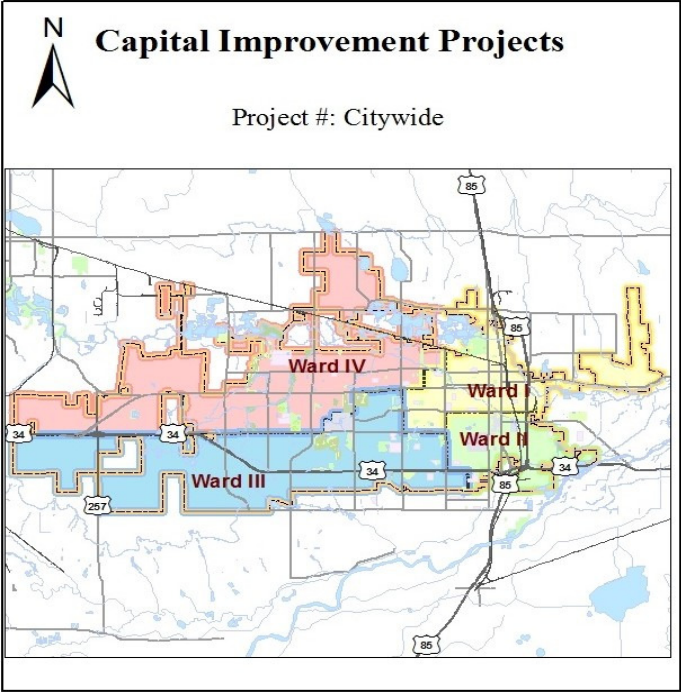 N
Capital Improvement Projects
Project #: Citywide
85
85
Ward IV
Ward I
34
34
Ward II
Ward III
34
34
85
257
85